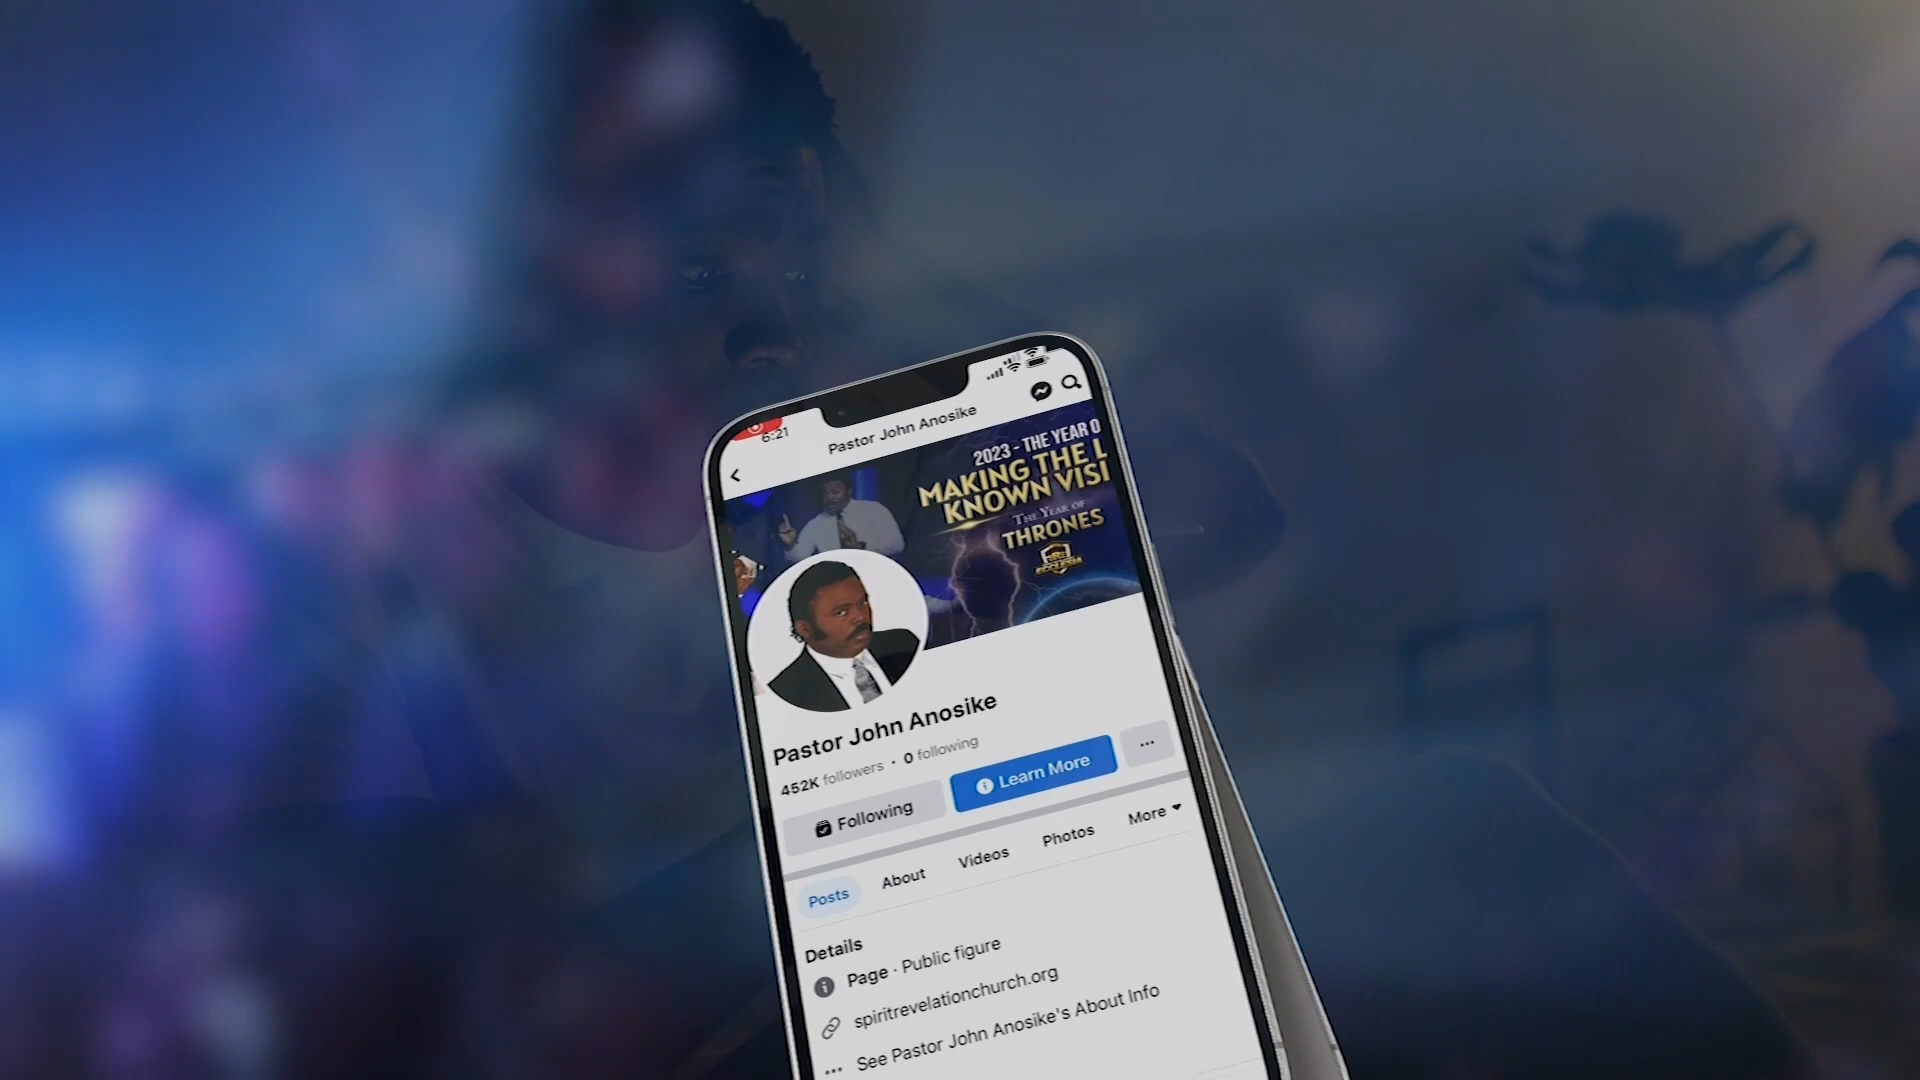 6:21
Pastor John Anosike
2023 - THE YEAR O
MAKING THE L
KNOWN VISI
THE YEAR OF
THRONES
ECCLESIA
Pastor John Anosike
452K followers · 0 following
Following
Learn More
Posts
About
Videos
Photos
More
Details
Page · Public figure
spiritrevelationchurch.org
See Pastor John Anosike's About Info